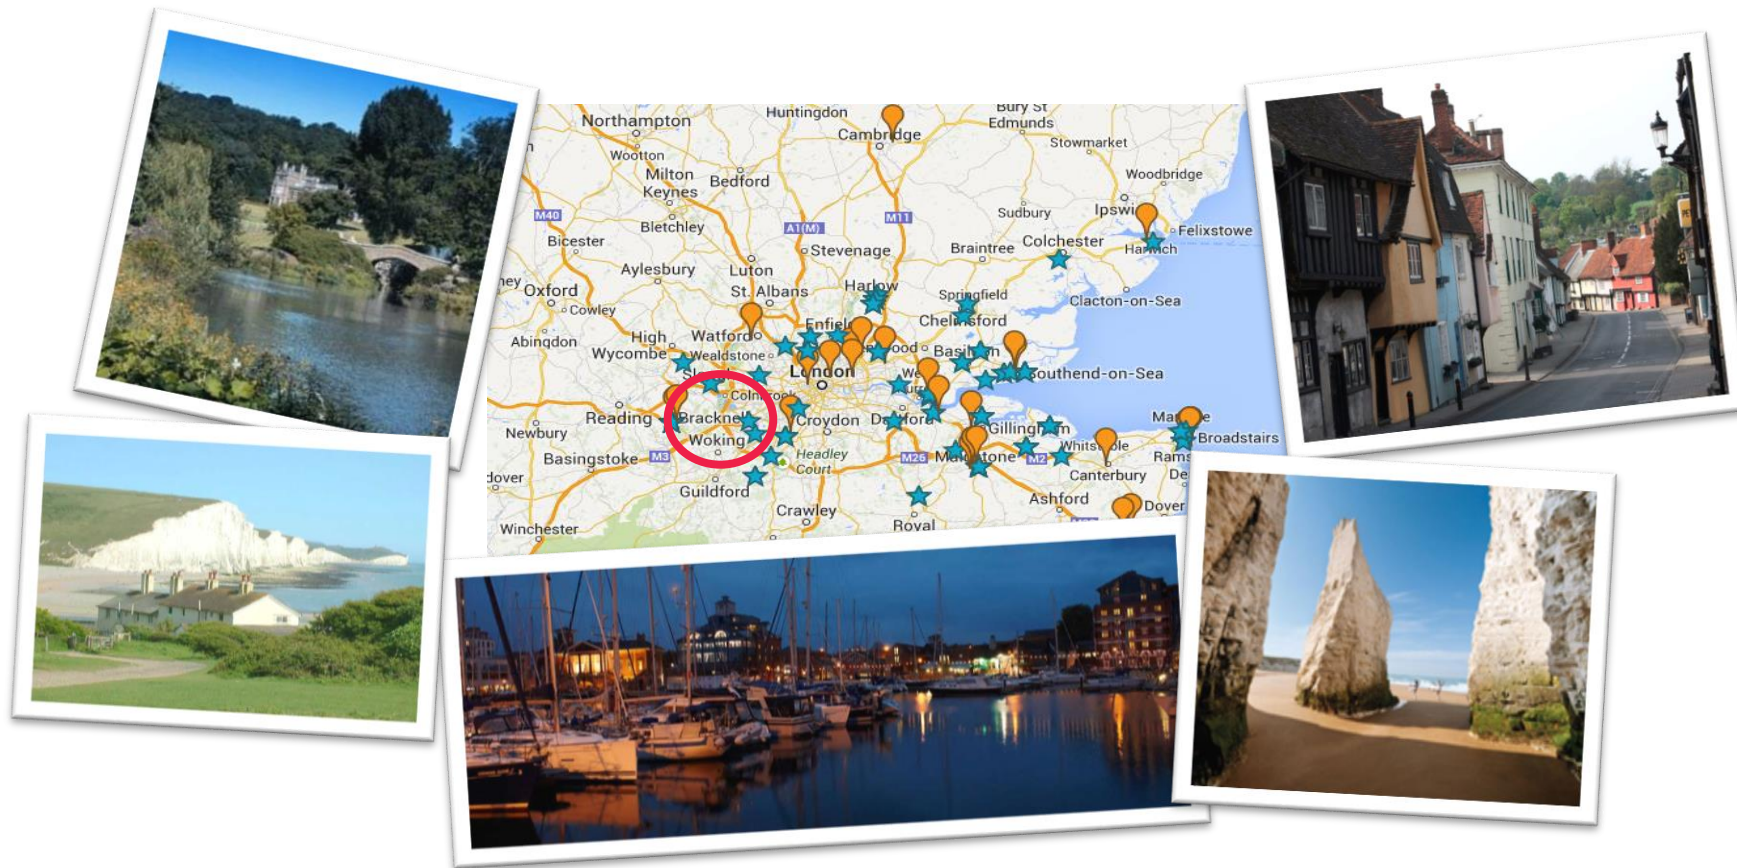 Huntingdon
Bury St
Edmunds
Northampton
Cambridge
Stowmarket
Wootton
Milton
Keynes
Bedford
Woodbridge
M40
Bletchley
A1(M)
M11
Sudbury
Felixstowe
Bicester
Stevenage
Braintree
Colchester
Harwich
Aylesbury
Luton
Oxford
St. Albans
Harlow
Springfield
Clacton-on-Sea
Cowley
Chelmsford
Abingdon
High
Wycombe
Watford
Wealdstone
London
Southend-on-Sea
Reading
Croydon
Gillingham
Broadstairs
Newbury
Woking
Basingstoke
M3
Headley
Court
M26
M2
Canterbury
Guildford
Ashford
Crawley
Dover
Winchester
Royal